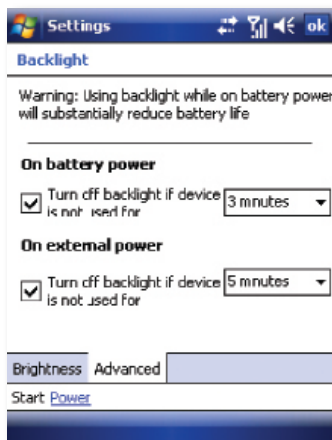 Settings ok
Backlight
Warning: Using backlight while on battery power
will substantially reduce battery life
On battery power
Turn off backlight if device
is not used for
3 minutes
On external power
Turn off backlight if device
is not used for
5 minutes
Brightness Advanced
Start Power